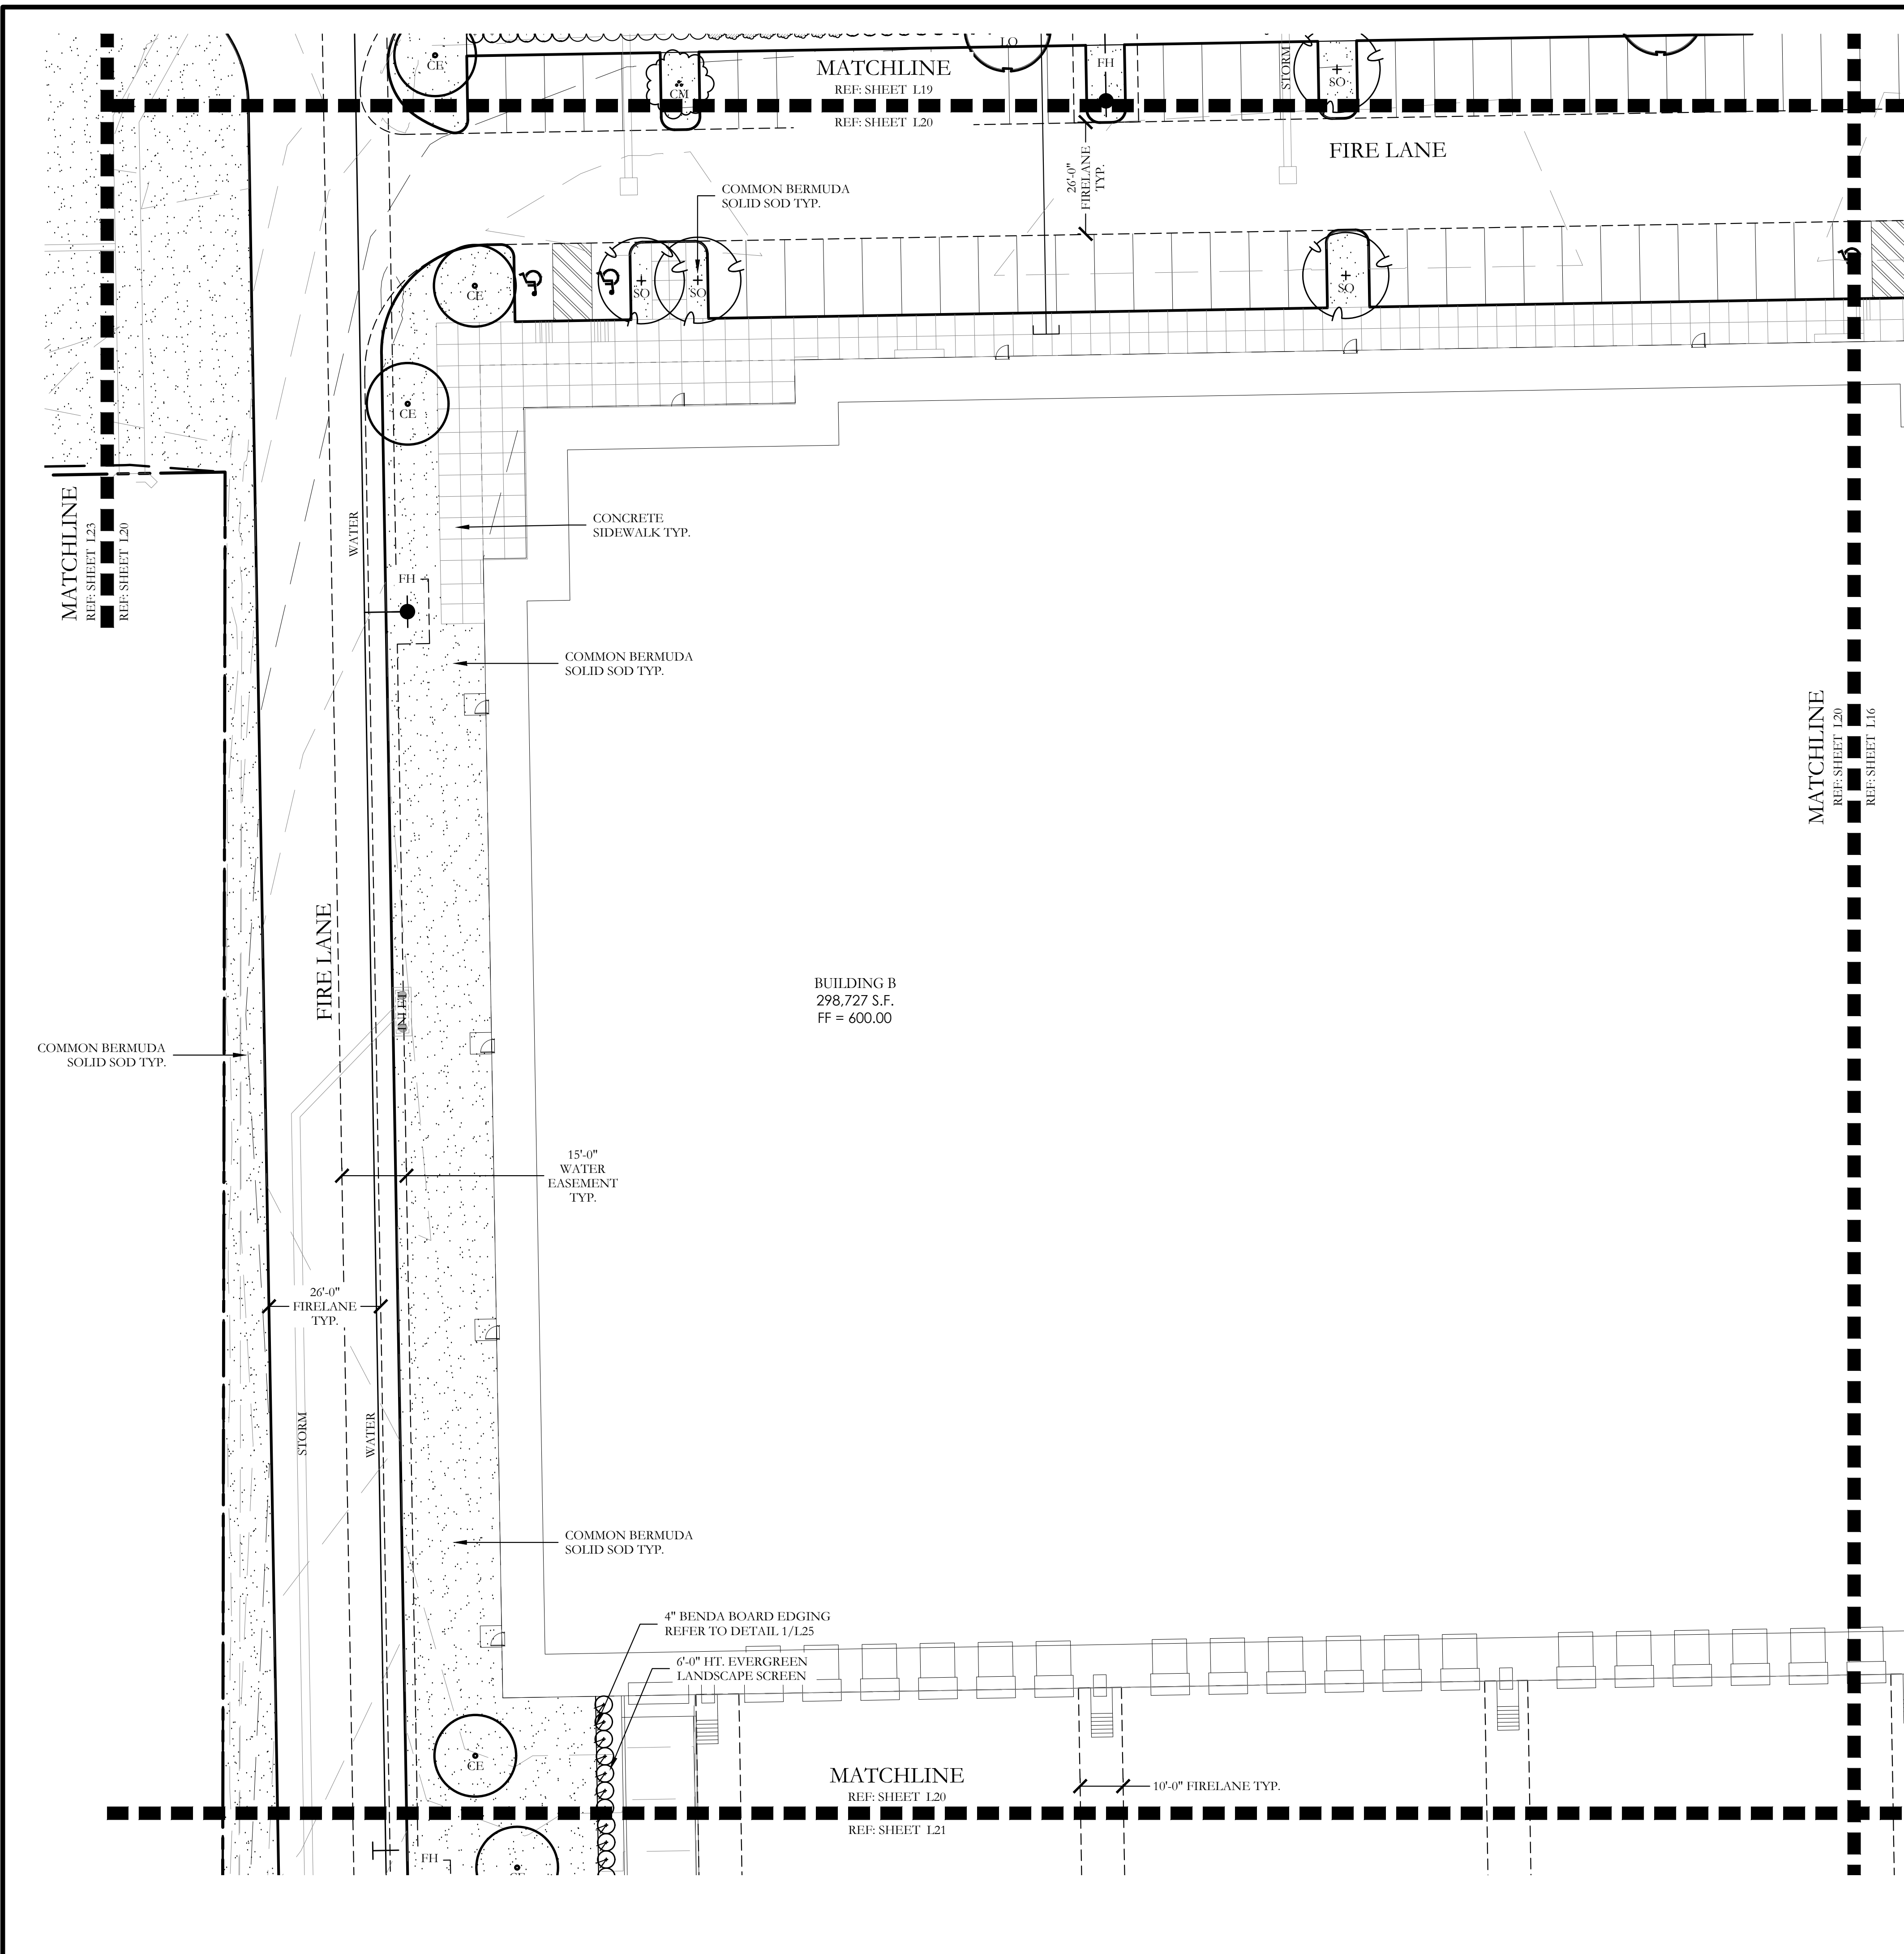 LO
CE
FH
STORM
SO
CM
MATCHLINE
REF: SHEET L19
REF: SHEET L20
FIRE LANE
26'-0"
FIRELANE
TYP.
COMMON BERMUDA
SOLID SOD TYP.
CE
SO
SO
SO
CE
MATCHLINE
REF: SHEET L23
REF: SHEET L20
WATER
CONCRETE
SIDEWALK TYP.
FH
COMMON BERMUDA
SOLID SOD TYP.
MATCHLINE
REF: SHEET L20
REF: SHEET L16
FIRE LANE
INLET
BUILDING B
298,727 S.F.
FF = 600.00
COMMON BERMUDA
SOLID SOD TYP.
15'-0"
WATER
EASEMENT
TYP.
26'-0"
FIRELANE
TYP.
STORM
WATER
COMMON BERMUDA
SOLID SOD TYP.
4" BENDA BOARD EDGING
REFER TO DETAIL 1/L25
6'-0" HT. EVERGREEN
LANDSCAPE SCREEN
CE
MATCHLINE
REF: SHEET L20
REF: SHEET L21
10'-0" FIRELANE TYP.
FH